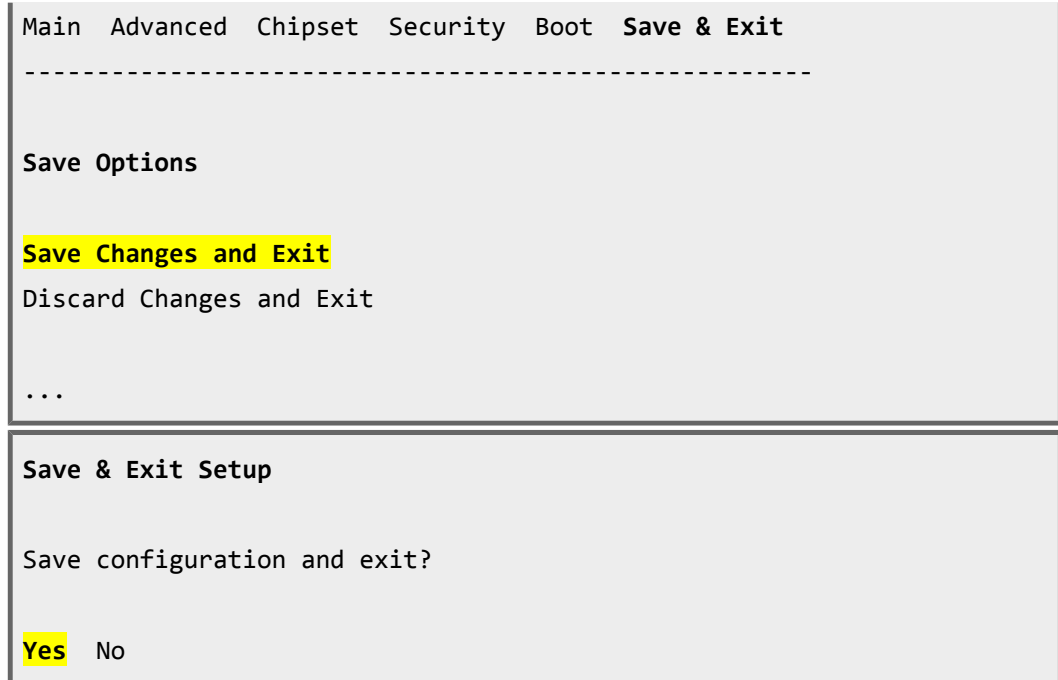 Main  Advanced  Chipset  Security  Boot  Save & Exit
------------------------------------------------------
Save Options
Save Changes and Exit
Discard Changes and Exit
...
Save & Exit Setup
Save configuration and exit?
Yes  No